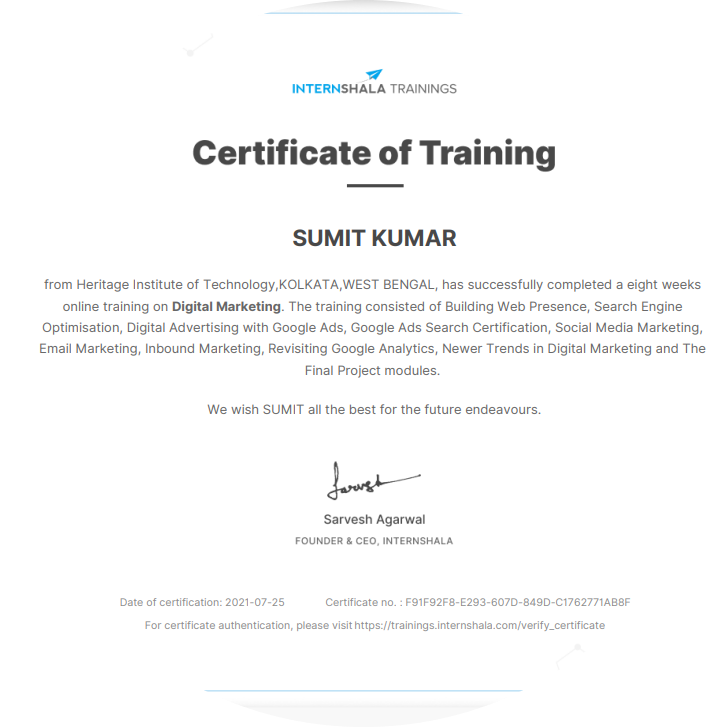 INTERNSHALA TRAININGS
Certificate of Training
SUMIT KUMAR
from Heritage Institute of Technology,KOLKATA,WEST BENGAL, has successfully completed a eight weeks
online training on Digital Marketing. The training consisted of Building Web Presence, Search Engine
Optimisation, Digital Advertising with Google Ads, Google Ads Search Certification, Social Media Marketing,
Email Marketing, Inbound Marketing, Revisiting Google Analytics, Newer Trends in Digital Marketing and The
Final Project modules.
We wish SUMIT all the best for the future endeavours.
Sarvesh
Sarvesh Agarwal
FOUNDER & CEO, INTERNSHALA
Date of certification: 2021-07-25 Certificate no. : F91F92F8-E293-607D-849D-C1762771AB8F
For certificate authentication, please visit https://trainings.internshala.com/verify_certificate